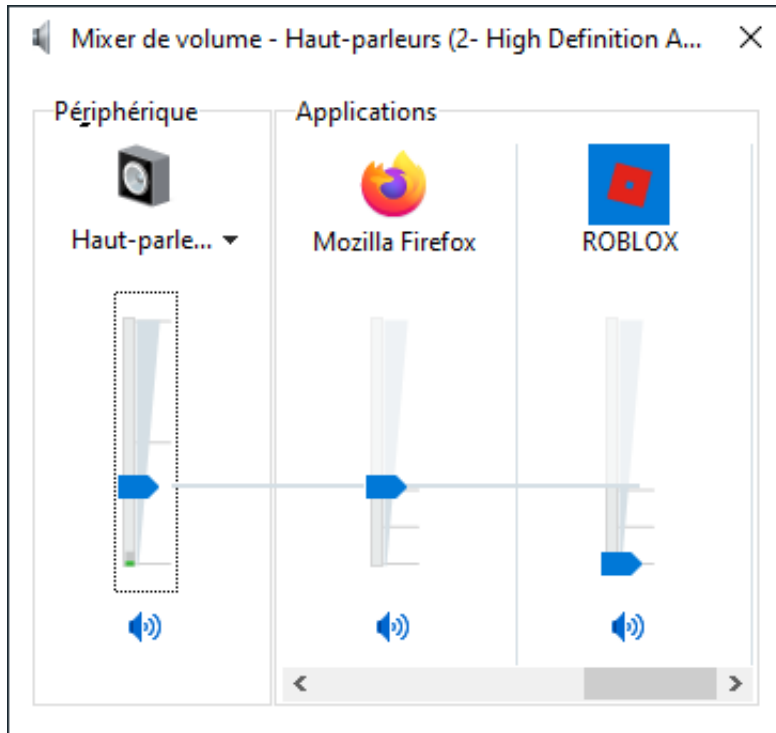 Mixer de volume - Haut-parleurs (2- High Definition A...
Périphérique
Applications
Haut-parle...
Mozilla Firefox
ROBLOX